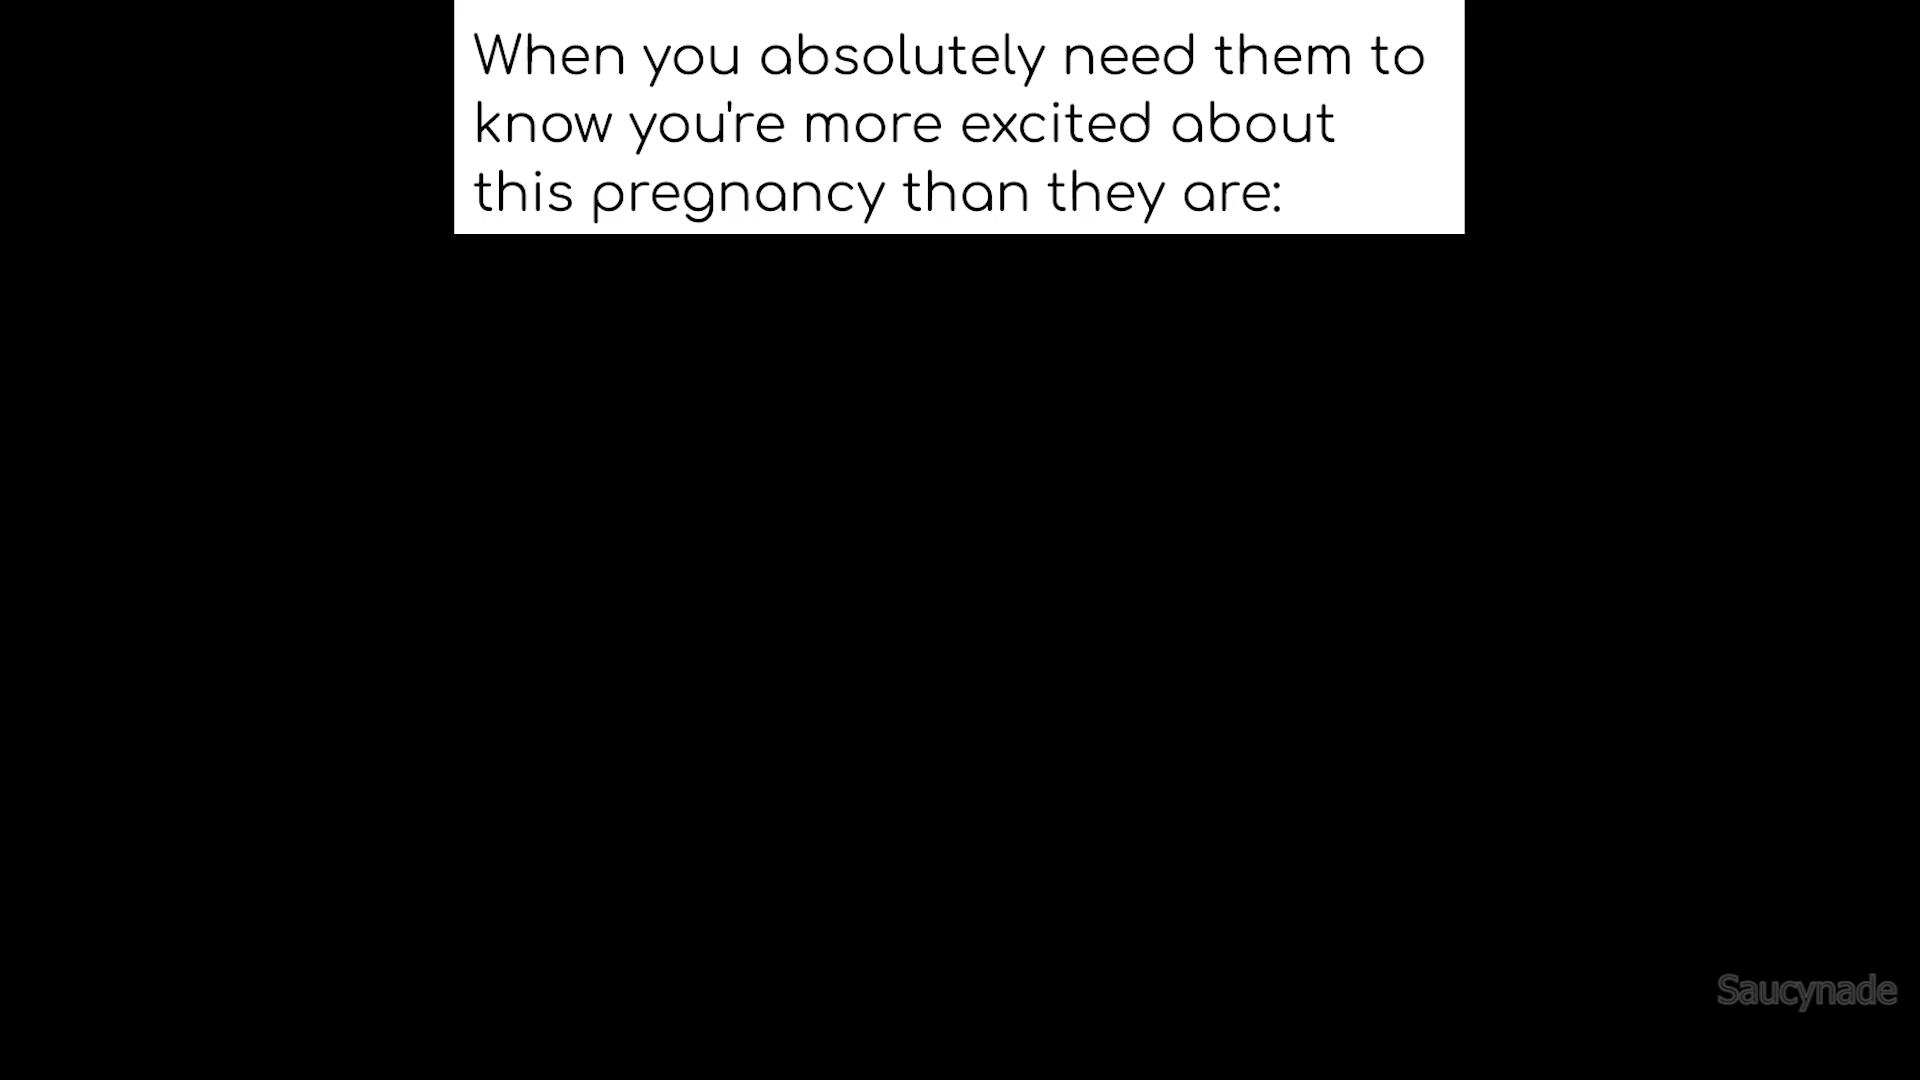 When you absolutely need them to
know you're more excited about
this pregnancy than they are:
Saucynade